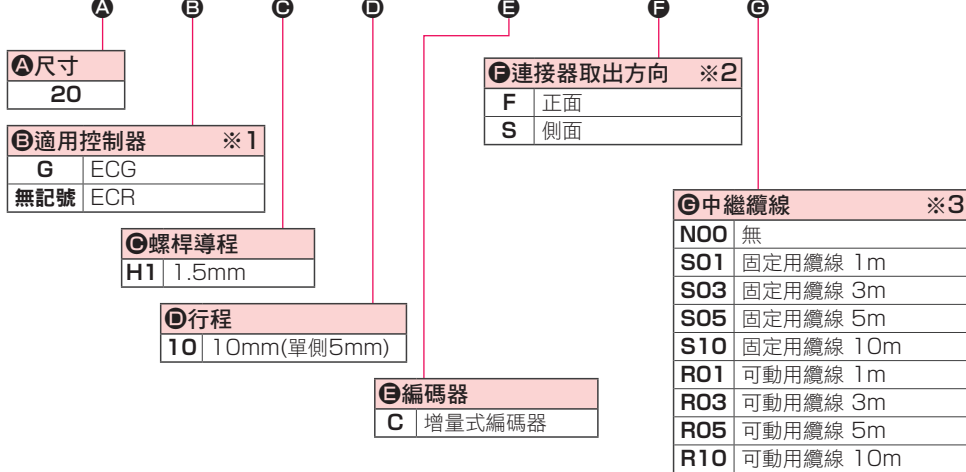 Ⓐ Ⓑ Ⓒ Ⓓ Ⓔ Ⓕ Ⓖ
Ⓐ尺寸
20
Ⓑ適用控制器 ※1
G ECG
無記號 ECR
Ⓒ螺桿導程
H1 1.5mm
Ⓓ行程
10 10mm(單側5mm)
Ⓔ編碼器
C 增量式編碼器
Ⓕ連接器取出方向 ※2
F 正面
S 側面
Ⓖ中繼纜線 ※3
N00 無
S01 固定用纜線 1m
S03 固定用纜線 3m
S05 固定用纜線 5m
S10 固定用纜線 10m
R01 可動用纜線 1m
R03 可動用纜線 3m
R05 可動用纜線 5m
R10 可動用纜線 10m